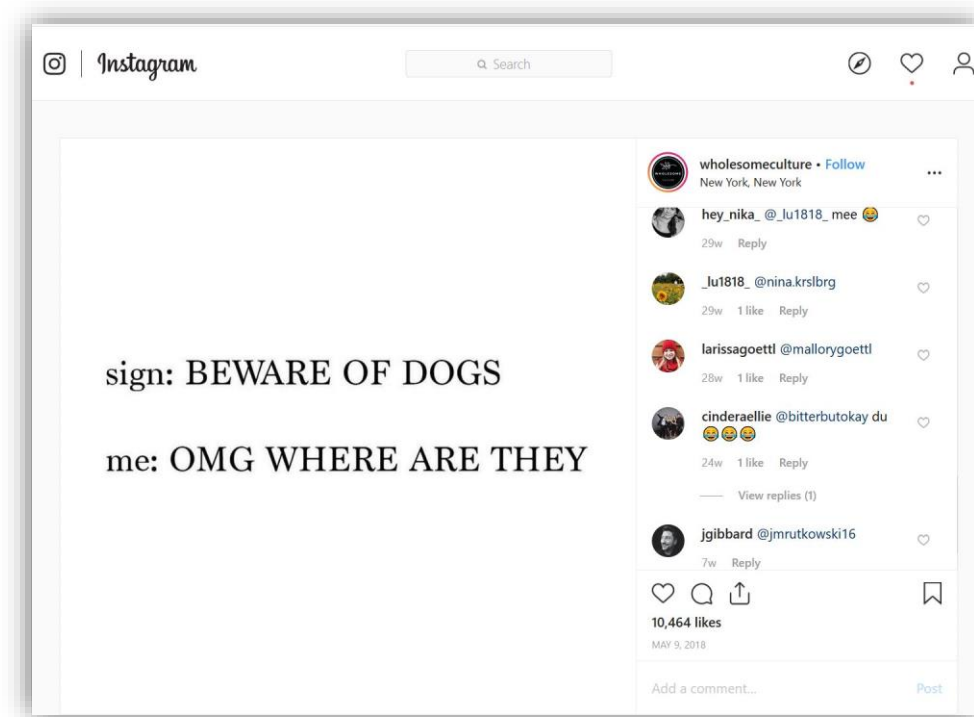 Instagram
Search
sign: BEWARE OF DOGS
me: OMG WHERE ARE THEY
wholesomeculture • Follow
New York, New York
hey_nika_ @_lu1818_ mee 😂
29w Reply
_lu1818_ @nina.krslbrg
29w 1 like Reply
larissagoettl @mallorygoettl
28w 1 like Reply
cinderaellie @bitterbutokay du
😂😂😂
24w 1 like Reply
View replies (1)
jgibbard @jmrutkowski16
7w Reply
10,464 likes
MAY 9, 2018
Add a comment... Post